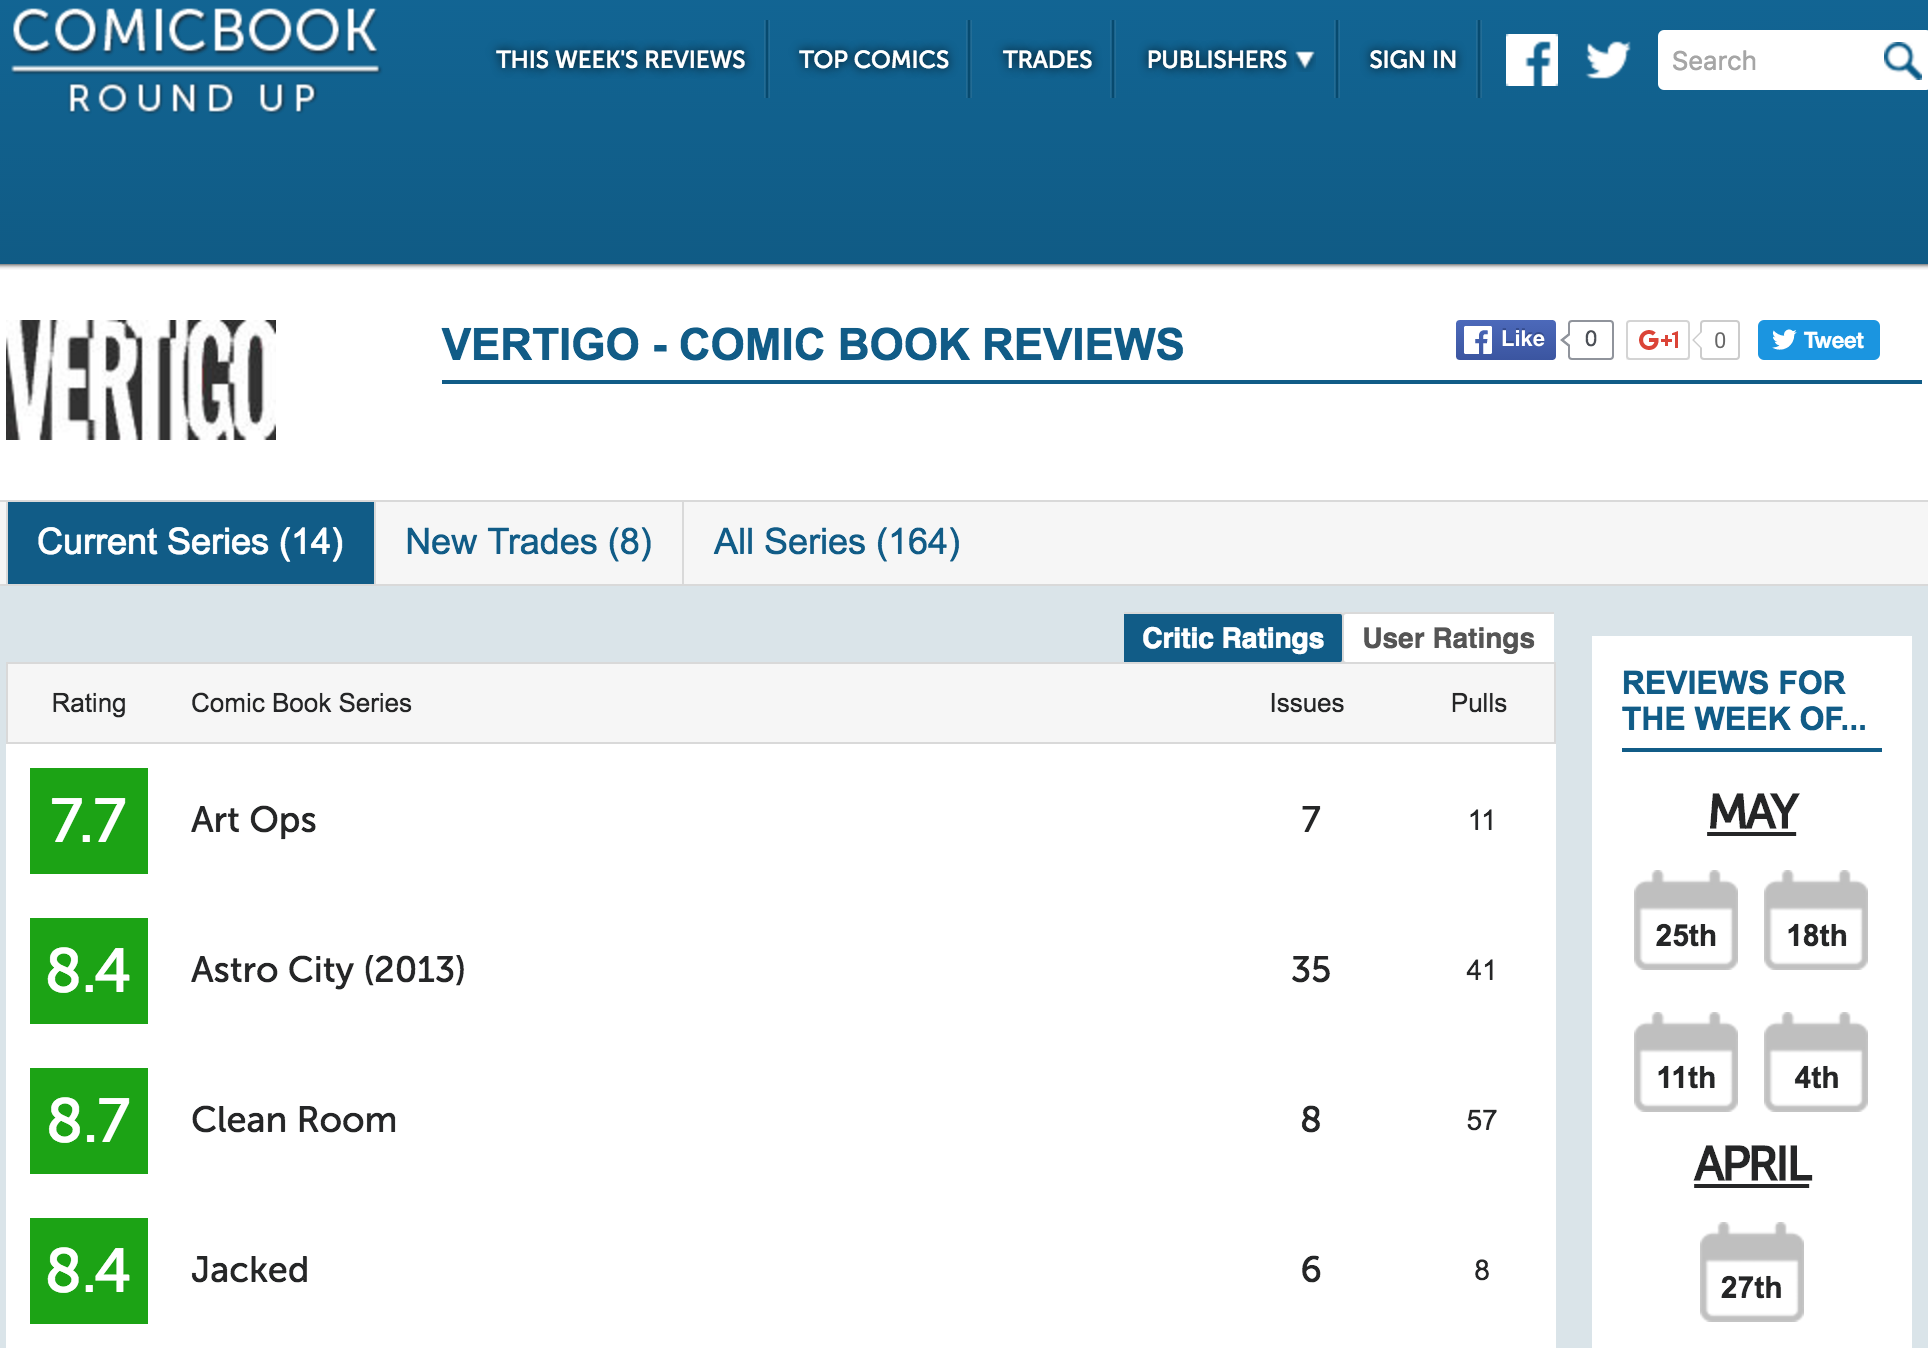 COMICBOOK
ROUND UP
THIS WEEK'S REVIEWS
TOP COMICS
TRADES
PUBLISHERS ▼
SIGN IN
Search
VERTIGO
VERTIGO - COMIC BOOK REVIEWS
Like
0
G+1
0
Tweet
Current Series (14)
New Trades (8)
All Series (164)
Critic Ratings
User Ratings
Rating Comic Book Series Issues Pulls
7.7 Art Ops 7 11
8.4 Astro City (2013) 35 41
8.7 Clean Room 8 57
8.4 Jacked 6 8
REVIEWS FOR
THE WEEK OF...
MAY
25th 18th
11th 4th
APRIL
27th